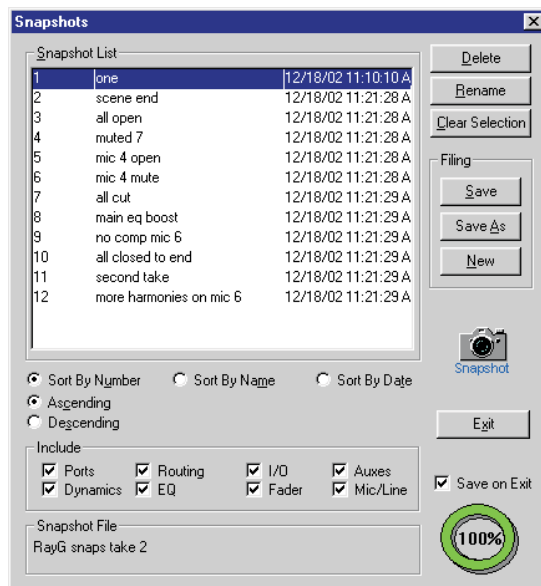 Snapshots
Snapshot List
1 one 12/18/02 11:10:10 A
2 scene end 12/18/02 11:21:28 A
3 all open 12/18/02 11:21:28 A
4 muted 7 12/18/02 11:21:28 A
5 mic 4 open 12/18/02 11:21:28 A
6 mic 4 mute 12/18/02 11:21:28 A
7 all cut 12/18/02 11:21:29 A
8 main eq boost 12/18/02 11:21:29 A
9 no comp mic 6 12/18/02 11:21:29 A
10 all closed to end 12/18/02 11:21:29 A
11 second take 12/18/02 11:21:29 A
12 more harmonies on mic 6 12/18/02 11:21:29 A
Delete
Rename
Clear Selection
Filing
Save
Save As
New
Snapshot
Sort By Number Sort By Name Sort By Date
Ascending
Descending
Exit
Include
Ports Routing I/O Auxes
Dynamics EQ Fader Mic/Line
Save on Exit
Snapshot File
RayG snaps take 2
100%